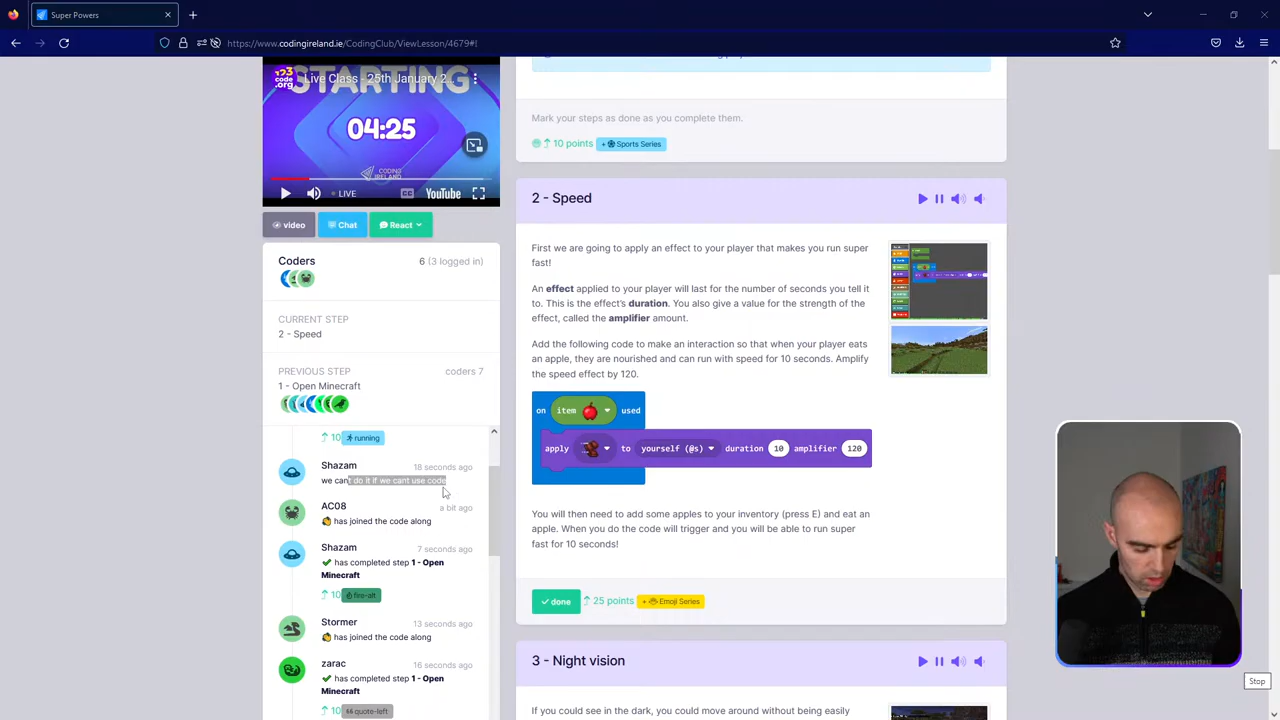 Super Powers
https://www.codingireland.ie/CodingClub/ViewLesson/4679#!
STARTING
123
code
.org
Live Class - 25th January 2...
04:25
CODING
IRELAND
LIVE
CC
YouTube
video
Chat
React
Coders
6 (3 logged in)
CURRENT STEP
2 - Speed
PREVIOUS STEP
coders 7
1 - Open Minecraft
10 running
Shazam
18 seconds ago
we cant do it if we cant use code
AC08
a bit ago
has joined the code along
Shazam
7 seconds ago
has completed step 1 - Open
Minecraft
10 fire-alt
Stormer
13 seconds ago
has joined the code along
zarac
16 seconds ago
has completed step 1 - Open
Minecraft
10 quote-left
Mark your steps as done as you complete them.
10 points + Sports Series
2 - Speed
First we are going to apply an effect to your player that makes you run super
fast!
An effect applied to your player will last for the number of seconds you tell it
to. This is the effect's duration. You also give a value for the strength of the
effect, called the amplifier amount.
Add the following code to make an interaction so that when your player eats
an apple, they are nourished and can run with speed for 10 seconds. Amplify
the speed effect by 120.
on item used
apply to yourself (@s) duration 10 amplifier 120
You will then need to add some apples to your inventory (press E) and eat an
apple. When you do the code will trigger and you will be able to run super
fast for 10 seconds!
done 25 points + Emoji Series
3 - Night vision
If you could see in the dark, you could move around without being easily
Stop